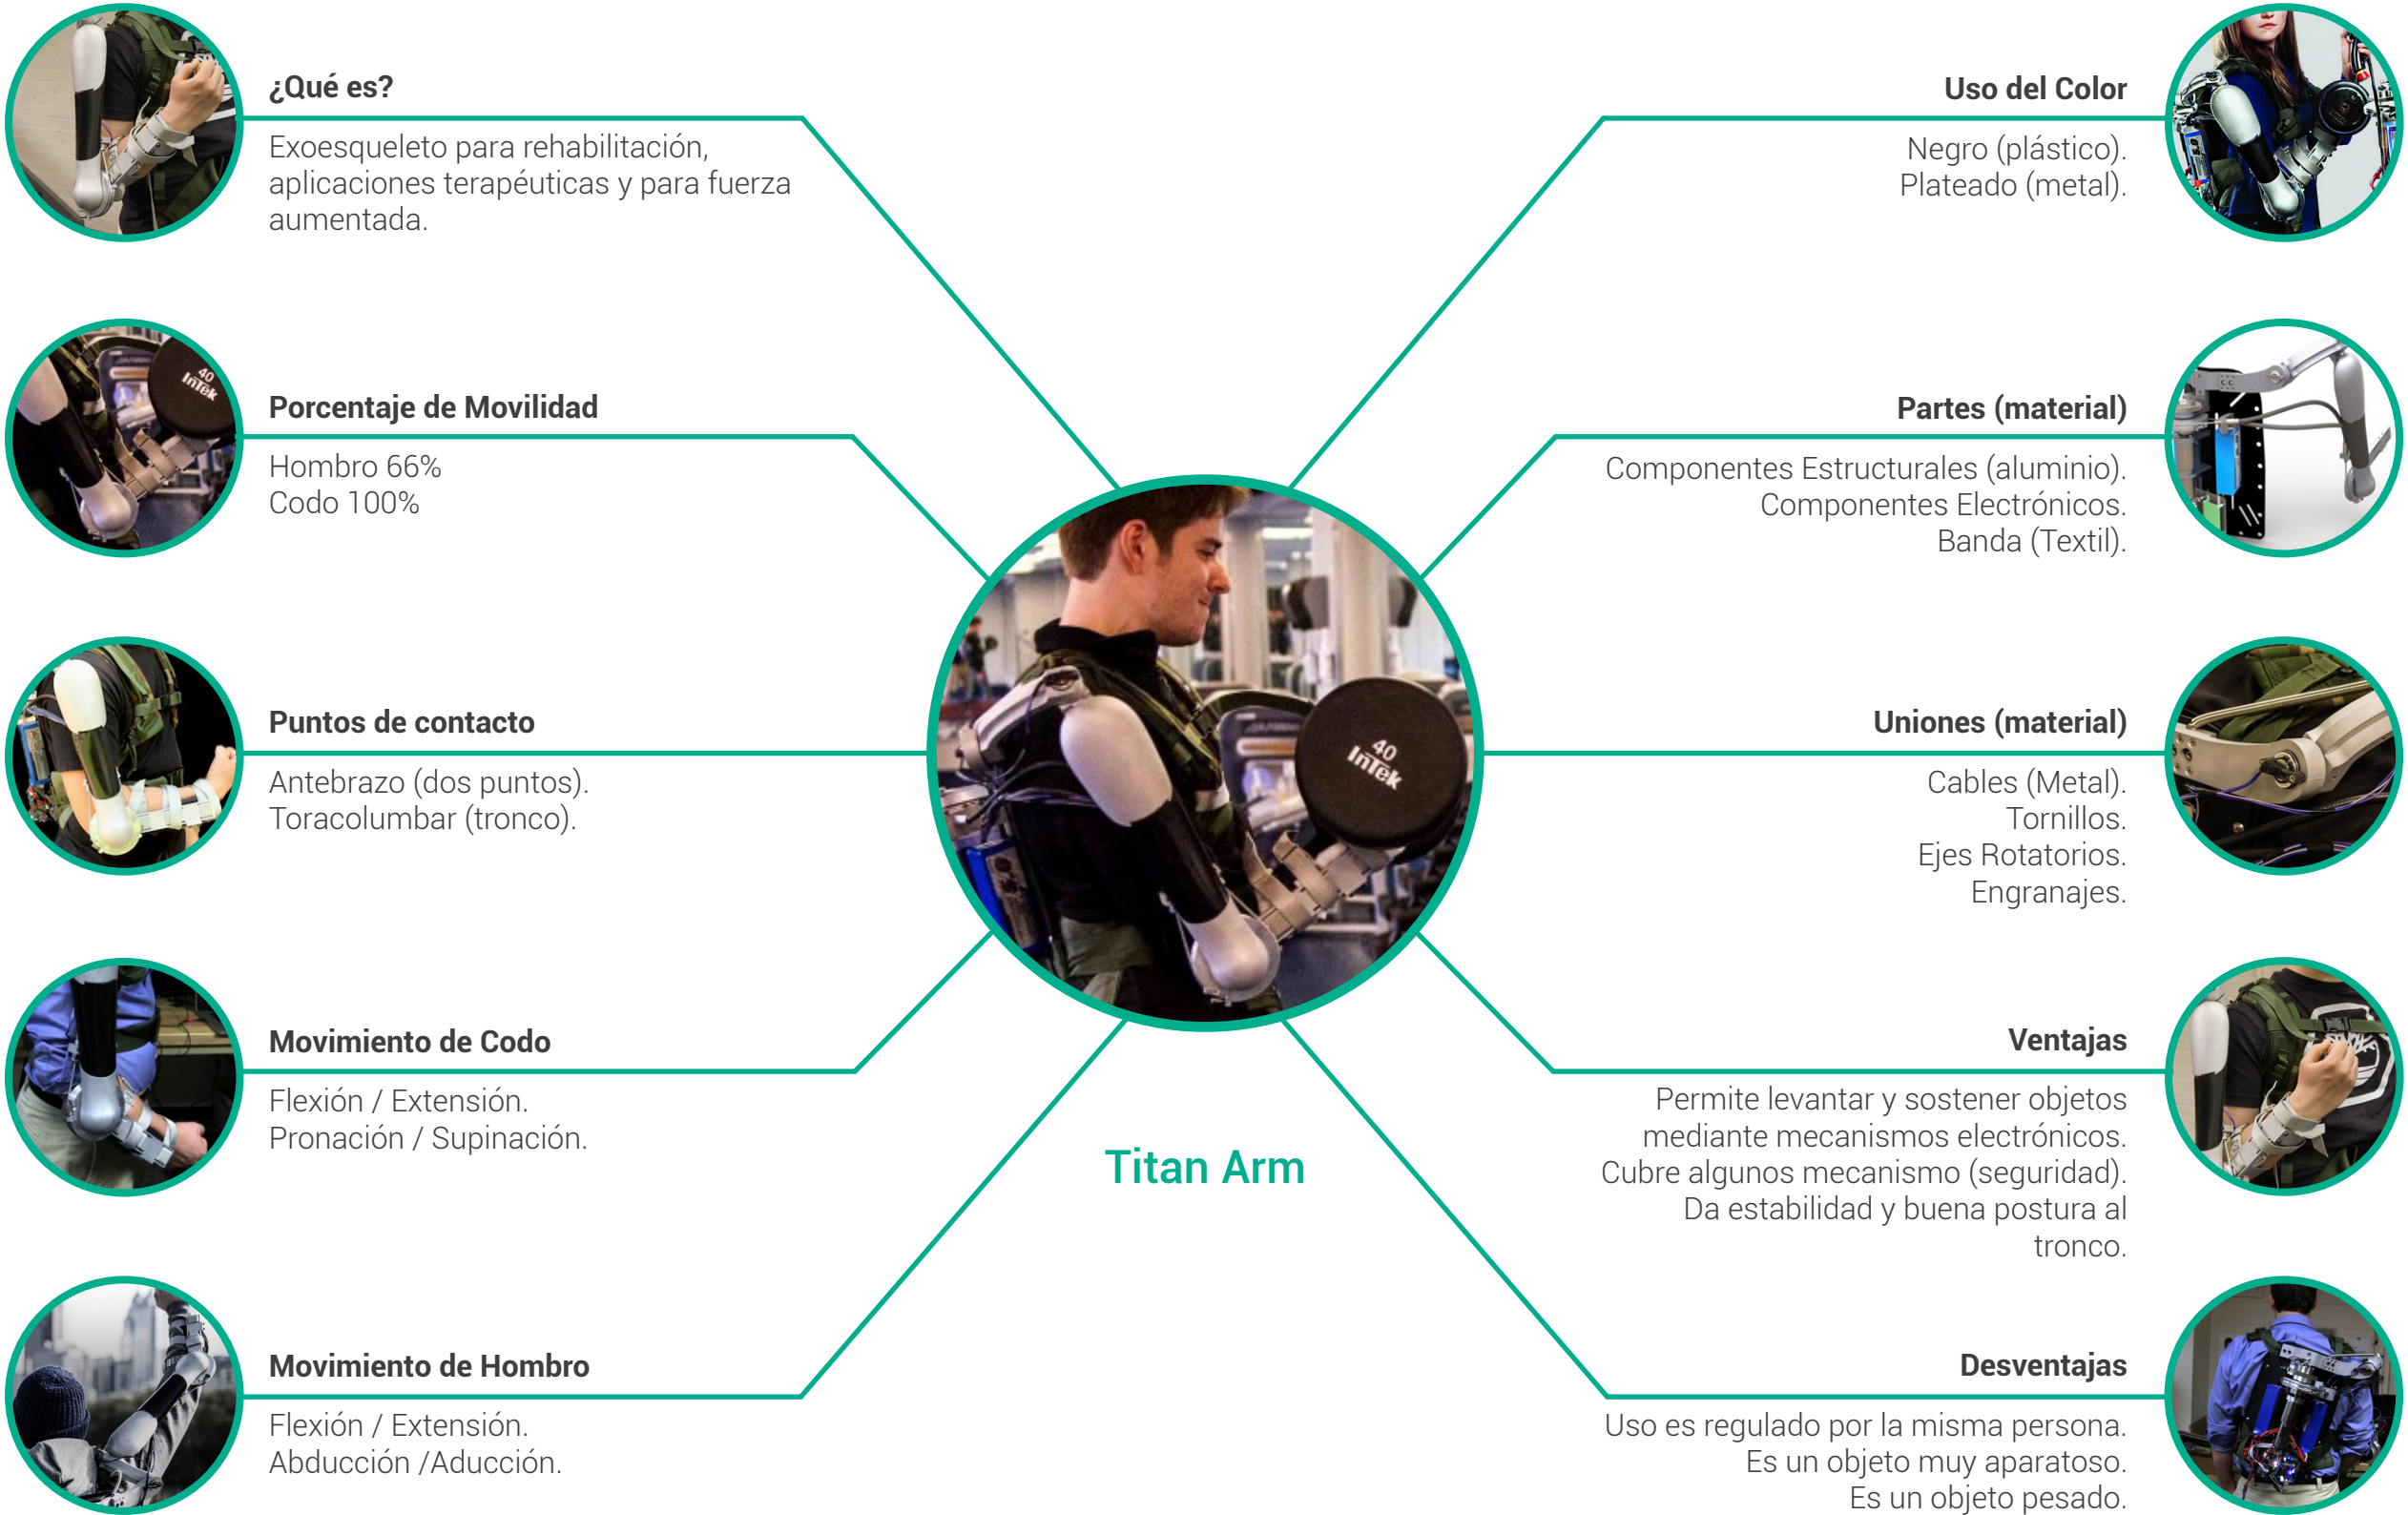 ¿Qué es?
Exoesqueleto para rehabilitación,
aplicaciones terapéuticas y para fuerza
aumentada.
Porcentaje de Movilidad
Hombro 66%
Codo 100%
Puntos de contacto
Antebrazo (dos puntos).
Toracolumbar (tronco).
Movimiento de Codo
Flexión / Extensión.
Pronación / Supinación.
Movimiento de Hombro
Flexión / Extensión.
Abducción /Aducción.
40
InTek
40
InTek
Titan Arm
Uso del Color
Negro (plástico).
Plateado (metal).
Partes (material)
Componentes Estructurales (aluminio).
Componentes Electrónicos.
Banda (Textil).
Uniones (material)
Cables (Metal).
Tornillos.
Ejes Rotatorios.
Engranajes.
Ventajas
Permite levantar y sostener objetos
mediante mecanismos electrónicos.
Cubre algunos mecanismo (seguridad).
Da estabilidad y buena postura al
tronco.
Desventajas
Uso es regulado por la misma persona.
Es un objeto muy aparatoso.
Es un objeto pesado.